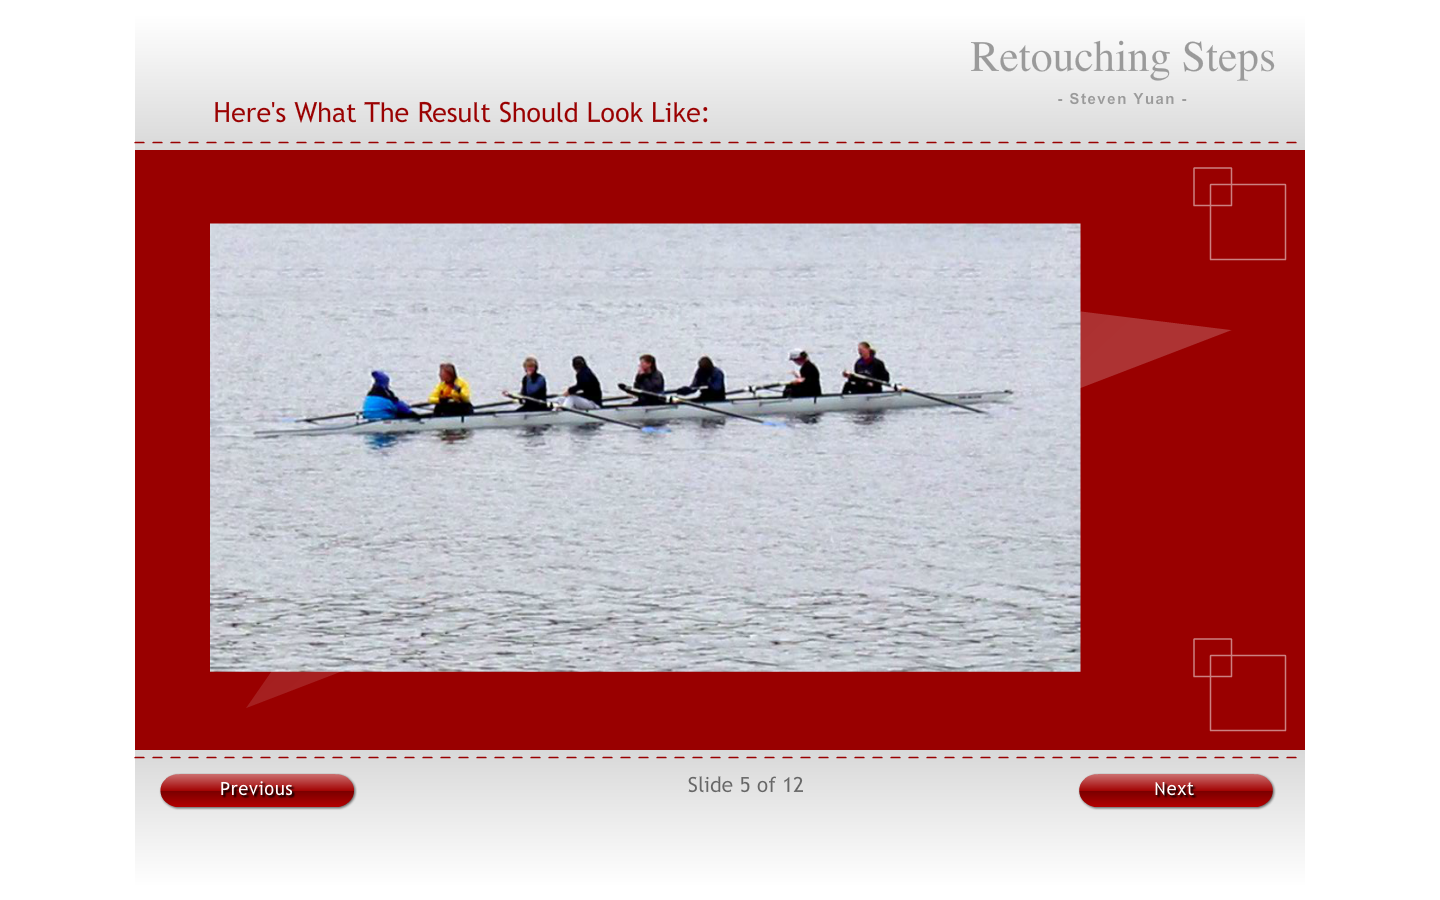 Retouching Steps
- Steven Yuan -
Here's What The Result Should Look Like:
Previous
Slide 5 of 12
Next